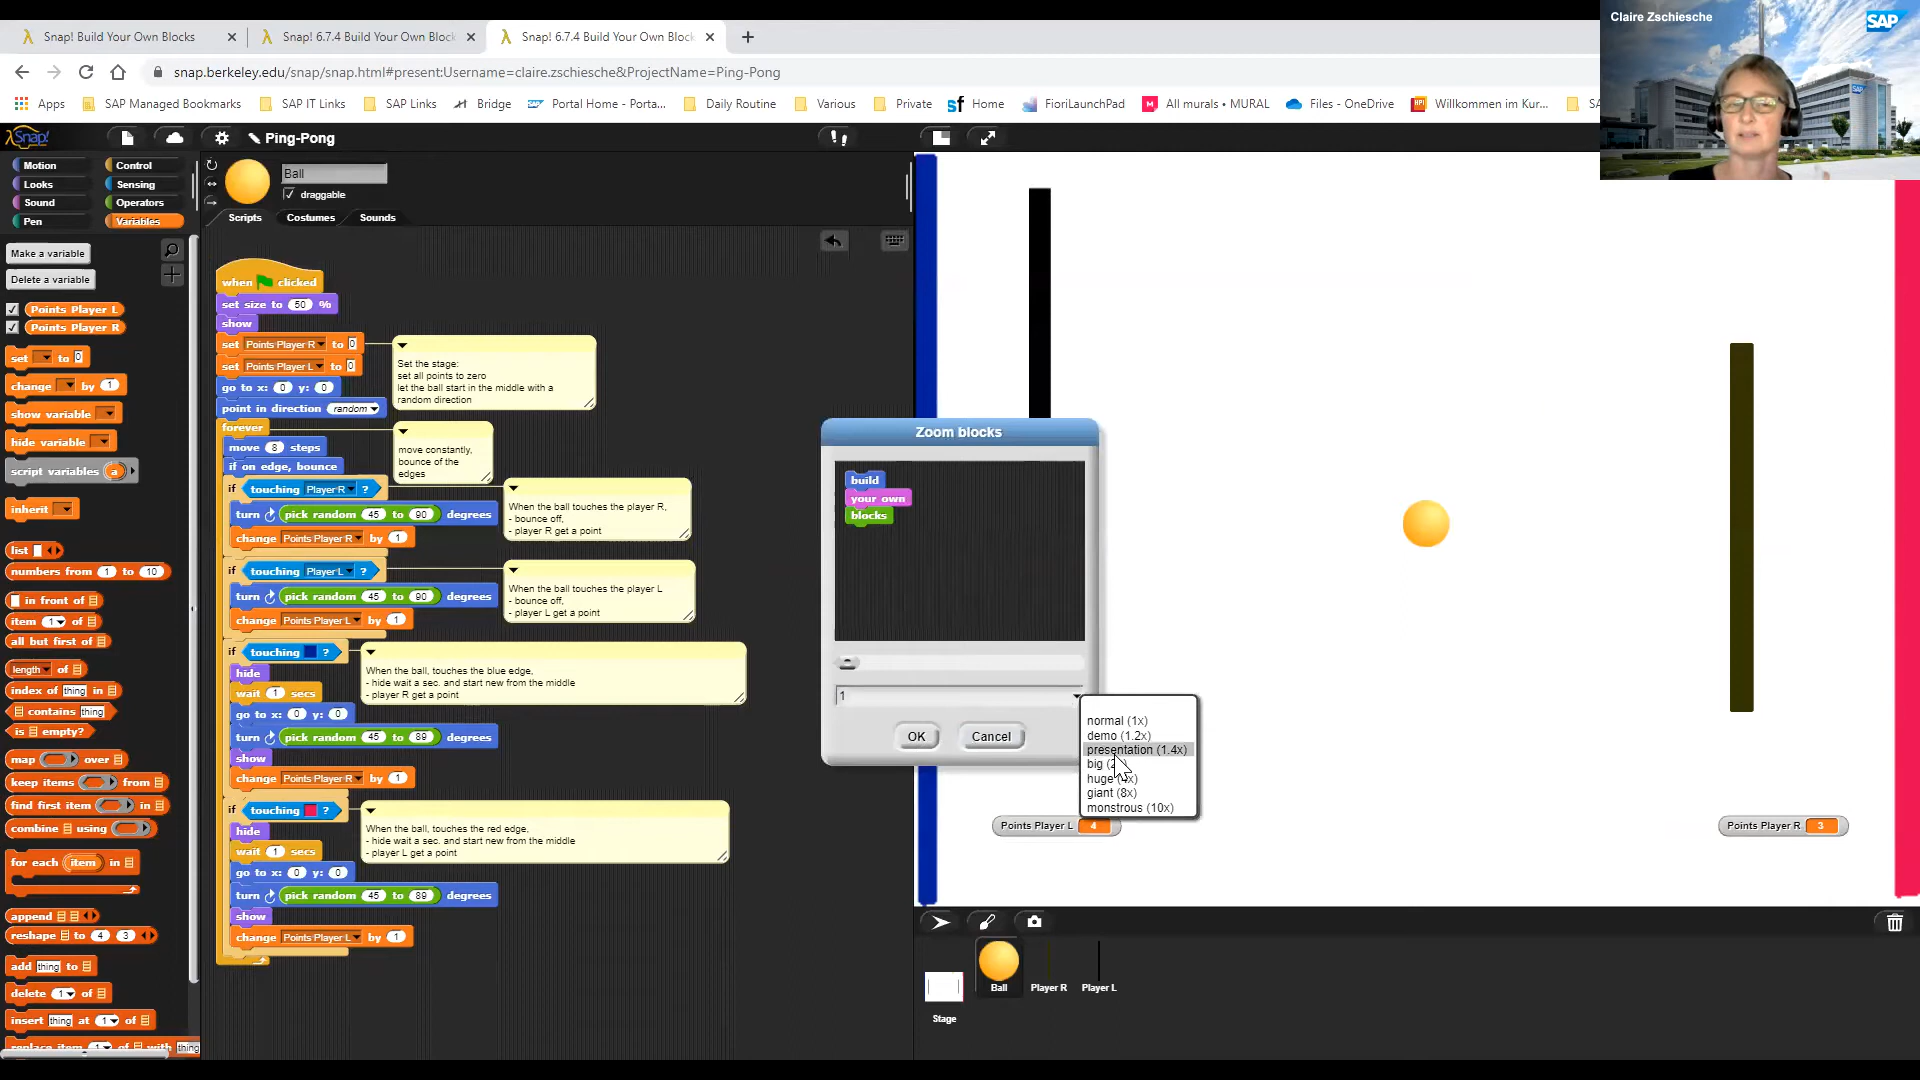 Snap! Build Your Own Blocks
Snap! 6.7.4 Build Your Own Block
Snap! 6.7.4 Build Your Own Block
Claire Zschiesche
SAP
snap.berkeley.edu/snap/snap.html#present:Username=claire.zschiesche&ProjectName=Ping-Pong
Apps
SAP Managed Bookmarks
SAP IT Links
SAP Links
Bridge
Portal Home - Porta...
Daily Routine
Various
Private
Home
FioriLaunchPad
All murals • MURAL
Files - OneDrive
Willkommen im Kur...
Snap!
Ping-Pong
Motion
Control
Looks
Sensing
Sound
Operators
Pen
Variables
Ball
draggable
Scripts
Costumes
Sounds
Make a variable
Delete a variable
Points Player L
Points Player R
set to 0
change by 1
show variable
hide variable
script variables a
inherit
list
numbers from 1 to 10
in front of
item 1 of
all but first of
length of
index of thing in
contains thing
is empty?
map over
keep items from
find first item in
combine using
for each item in
append
reshape to 4 3
add thing to
delete 1 of
insert thing at 1 of
replace item 1 of with thing
when clicked
set size to 50 %
show
set Points Player R to 0
set Points Player L to 0
go to x: 0 y: 0
point in direction random
forever
move 8 steps
if on edge, bounce
if touching Player R ?
turn pick random 45 to 90 degrees
change Points Player R by 1
if touching Player L ?
turn pick random 45 to 90 degrees
change Points Player L by 1
if touching ?
hide
wait 1 secs
go to x: 0 y: 0
turn pick random 45 to 89 degrees
show
change Points Player R by 1
if touching ?
hide
wait 1 secs
go to x: 0 y: 0
turn pick random 45 to 89 degrees
show
change Points Player L by 1
Set the stage:
set all points to zero
let the ball start in the middle with a
random direction
move constantly,
bounce of the
edges
When the ball touches the player R,
- bounce off,
- player R get a point
When the ball touches the player L
- bounce off,
- player L get a point
When the ball, touches the blue edge,
- hide wait a sec. and start new from the middle
- player R get a point
When the ball, touches the red edge,
- hide wait a sec. and start new from the middle
- player L get a point
Zoom blocks
build
your own
blocks
1
OK
Cancel
normal (1x)
demo (1.2x)
presentation (1.4x)
big
huge
giant (8x)
monstrous (10x)
Points Player L 4
Points Player R 3
Stage
Ball
Player R
Player L